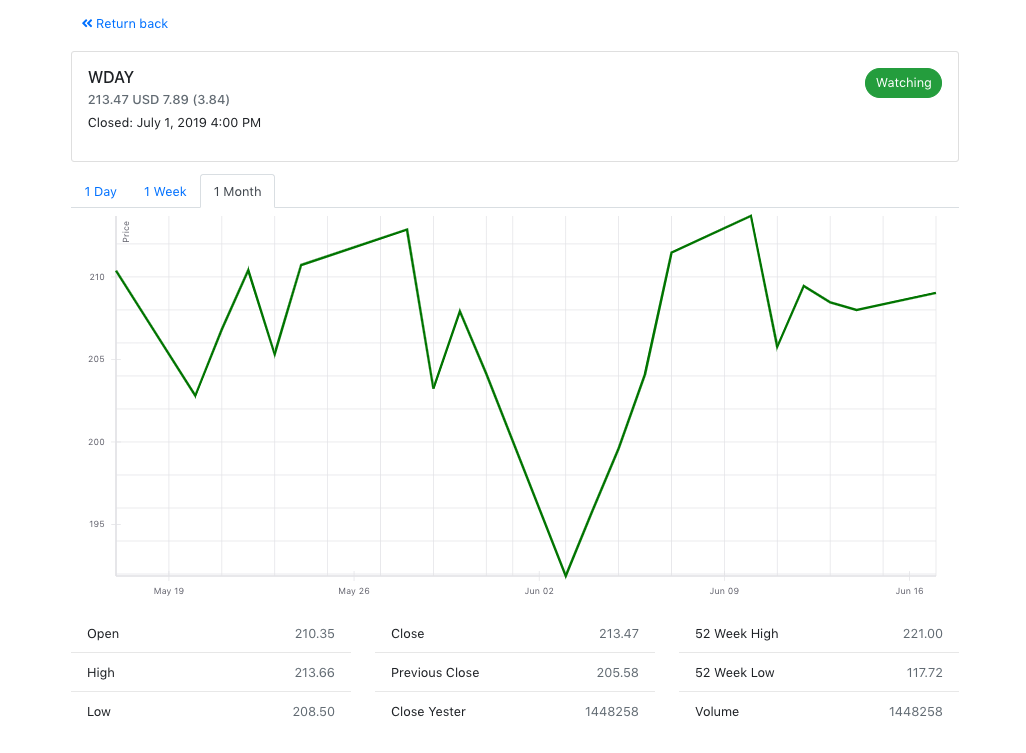 Return back
WDAY
Watching
213.47 USD 7.89 (3.84)
Closed: July 1, 2019 4:00 PM
1 Day 1 Week 1 Month
Price
210
205
200
195
May 19 May 26 Jun 02 Jun 09 Jun 16
Open 210.35 Close 213.47 52 Week High 221.00
High 213.66 Previous Close 205.58 52 Week Low 117.72
Low 208.50 Close Yester 1448258 Volume 1448258